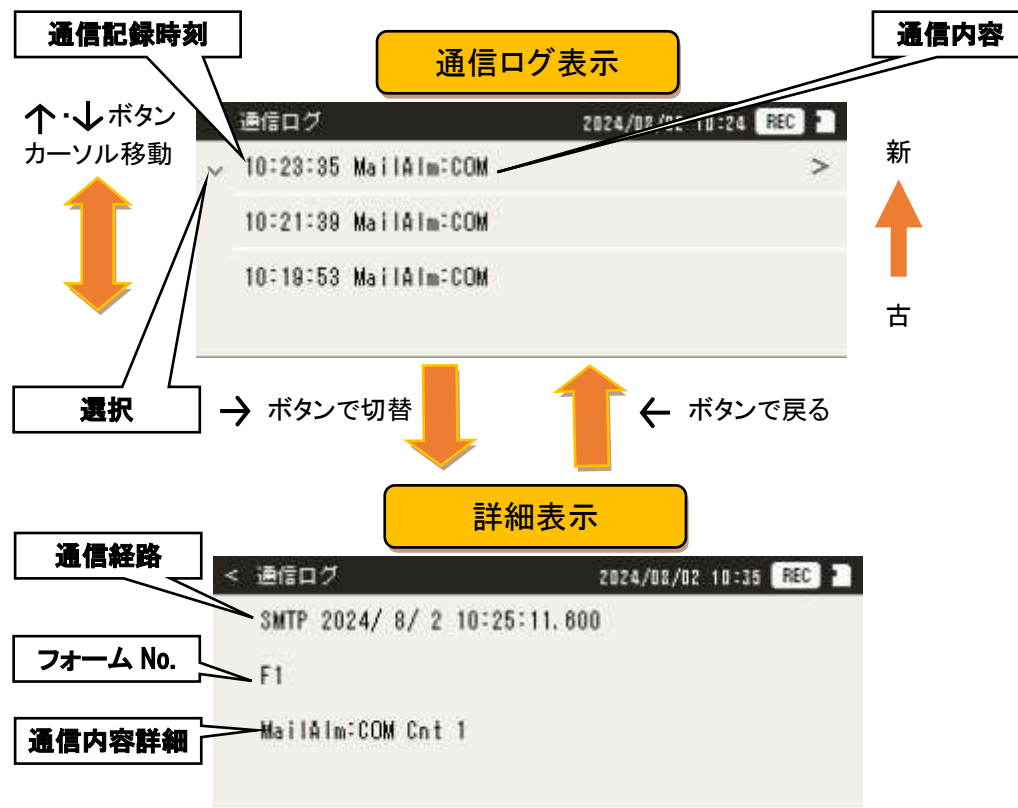 通信記録時刻
通信内容
通信ログ表示
↑・↓ボタン
カーソル移動
通信ログ 2024/08/02 10:24 REC
10:23:35 MailAlm:COM >
10:21:39 MailAlm:COM
10:19:53 MailAlm:COM
新
古
選択
→ ボタンで切替
← ボタンで戻る
詳細表示
通信経路
< 通信ログ 2024/08/02 10:35 REC
SMTP 2024/ 8/ 2 10:25:11.600
フォーム No.
F1
通信内容詳細
MailAlm:COM Cnt 1